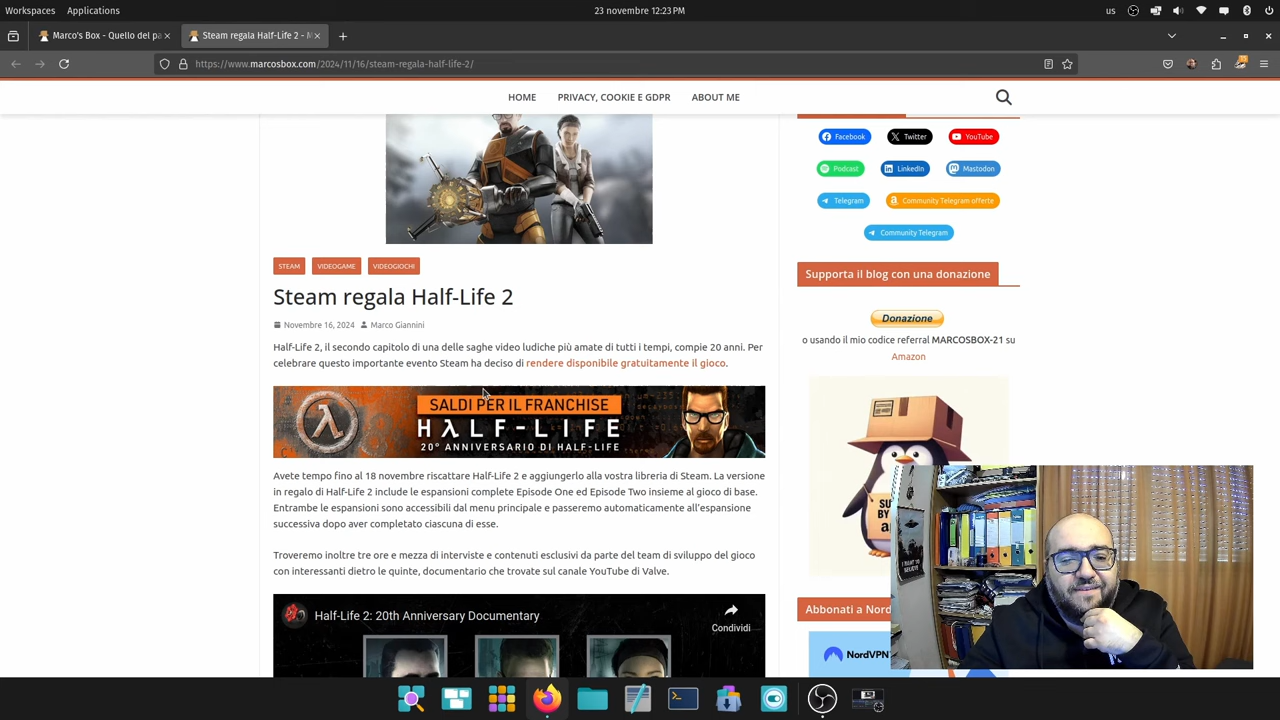 Workspaces Applications 23 novembre 12:23 PM us
Marco's Box - Quello del pa Steam regala Half-Life 2 - M
https://www.marcosbox.com/2024/11/16/steam-regala-half-life-2/
HOME PRIVACY, COOKIE E GDPR ABOUT ME
STEAM VIDEOGAME VIDEOGIOCHI
Steam regala Half-Life 2
Novembre 16, 2024 Marco Giannini
Half-Life 2, il secondo capitolo di una delle saghe video ludiche più amate di tutti i tempi, compie 20 anni. Per
celebrare questo importante evento Steam ha deciso di rendere disponibile gratuitamente il gioco.
SALDI PER IL FRANCHISE
HλLF-LIFE
20° ANNIVERSARIO DI HALF-LIFE
Avete tempo fino al 18 novembre riscattare Half-Life 2 e aggiungerlo alla vostra libreria di Steam. La versione
in regalo di Half-Life 2 include le espansioni complete Episode One ed Episode Two insieme al gioco di base.
Entrambe le espansioni sono accessibili dal menu principale e passeremo automaticamente all'espansione
successiva dopo aver completato ciascuna di esse.
Troveremo inoltre tre ore e mezza di interviste e contenuti esclusivi da parte del team di sviluppo del gioco
con interessanti dietro le quinte, documentario che trovate sul canale YouTube di Valve.
Half-Life 2: 20th Anniversary Documentary
Condividi
Facebook Twitter YouTube
Podcast LinkedIn Mastodon
Telegram Community Telegram offerte
Community Telegram
Supporta il blog con una donazione
Donazione
o usando il mio codice referral MARCOSBOX-21 su
Amazon
SU
BY
Abbonati a Nord
NordVPN
I WANT TO
BELIEVE